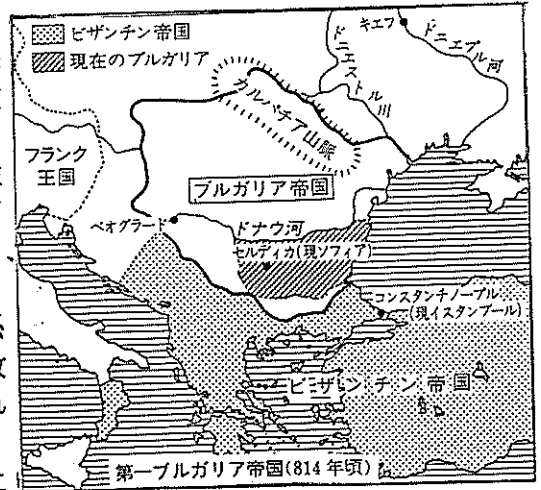 ビザンチン帝国
現在のブルガリア
キエフ
ドニエプル河
ドニエストル川
カルパチア山脈
フランク
王国
ブルガリア帝国
ベオグラード
ドナウ河
セルディカ(現ソフィア)
コンスタンチノープル
(現イスタンブール)
ビザンチン帝国
第一ブルガリア帝国(814年頃)